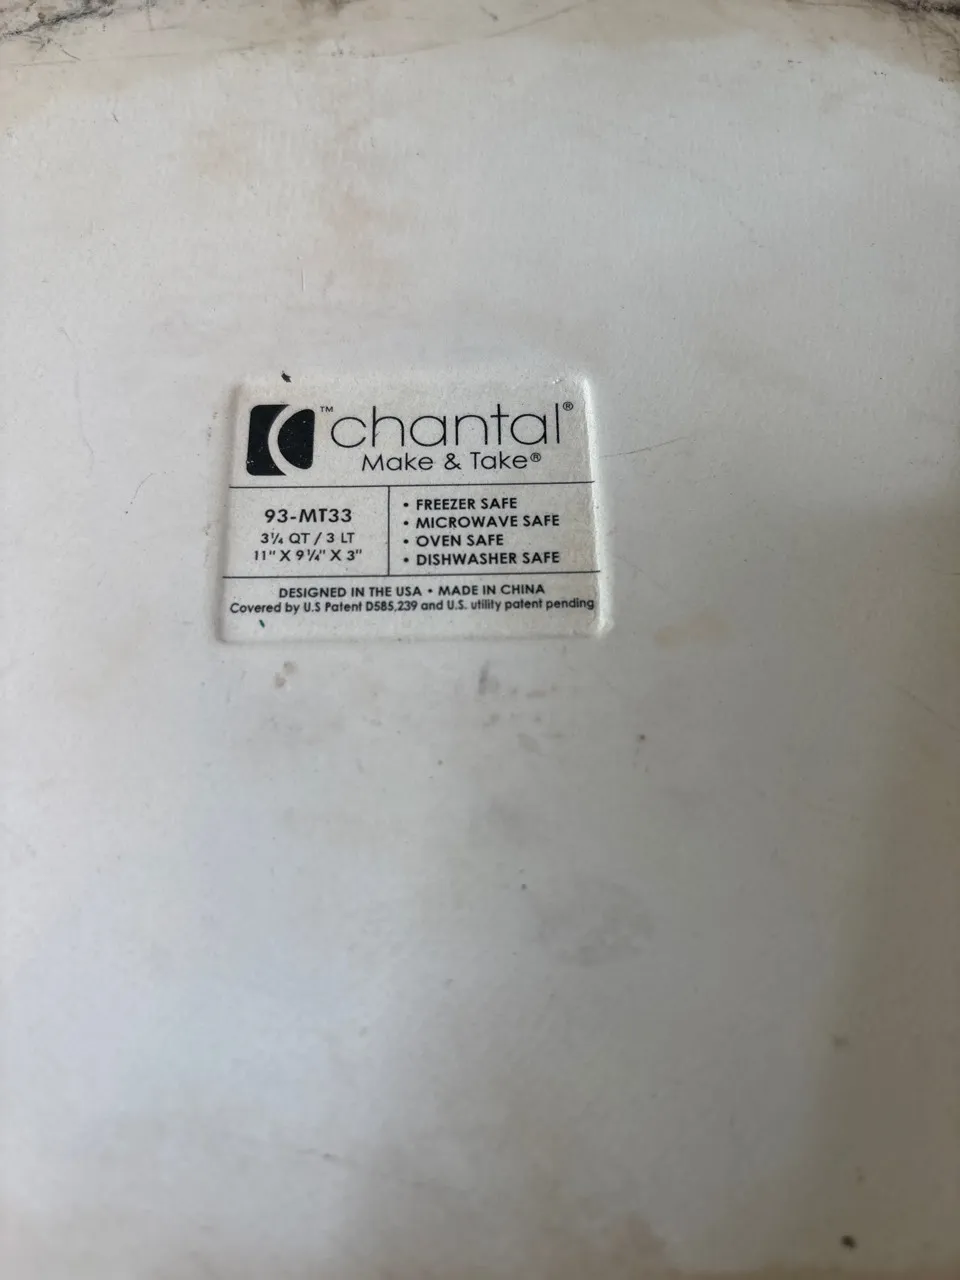 ™ chantal®
Make & Take®
93-MT33
3¼ QT / 3 LT
11" X 9¼" X 3"
• FREEZER SAFE
• MICROWAVE SAFE
• OVEN SAFE
• DISHWASHER SAFE
DESIGNED IN THE USA • MADE IN CHINA
Covered by U.S Patent D585,239 and U.S. utility patent pending